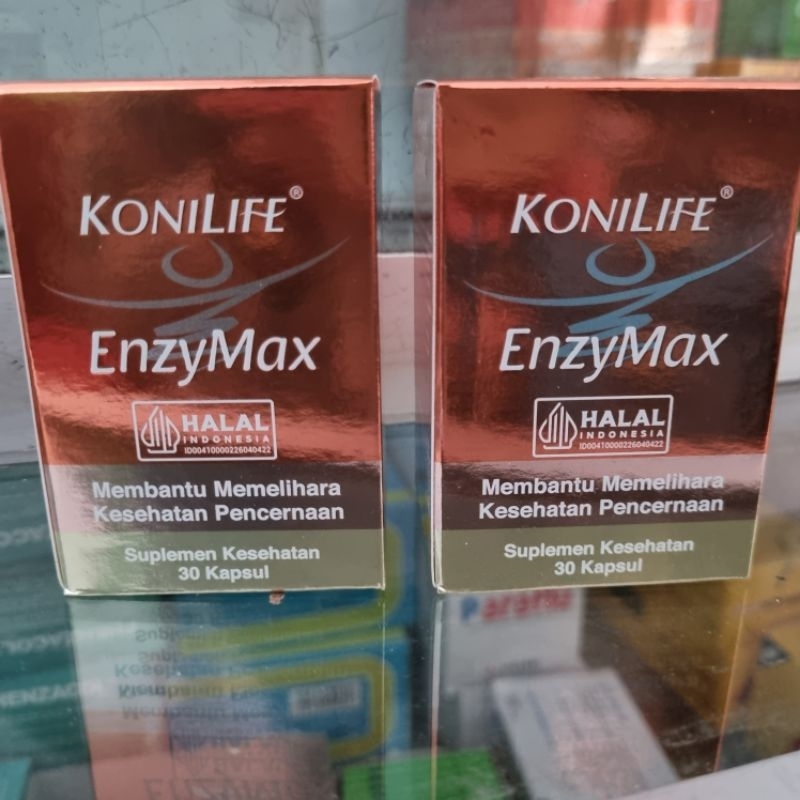 KONILIFE®
EnzyMax
HALAL
INDONESIA
ID00410000226040422
Membantu Memelihara
Kesehatan Pencernaan
Suplemen Kesehatan
30 Kapsul
KONILIFE®
EnzyMax
HALAL
INDONESIA
ID00410000226040422
Membantu Memelihara
Kesehatan Pencernaan
Suplemen Kesehatan
30 Kapsul